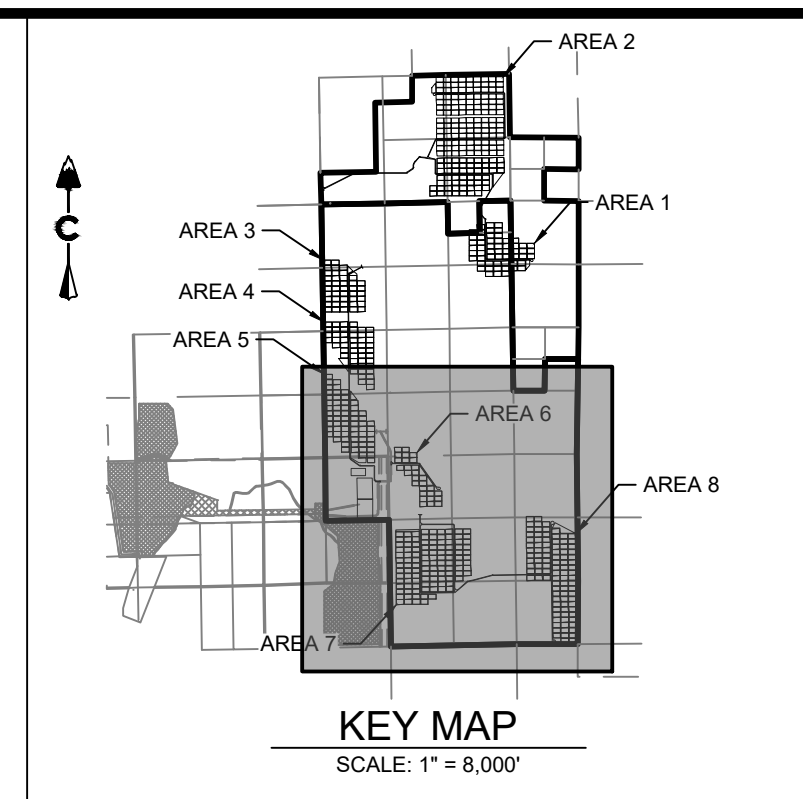 AREA 2
AREA 1
AREA 3
AREA 4
AREA 5
AREA 6
AREA 8
AREA 7
C
KEY MAP
SCALE: 1" = 8,000'